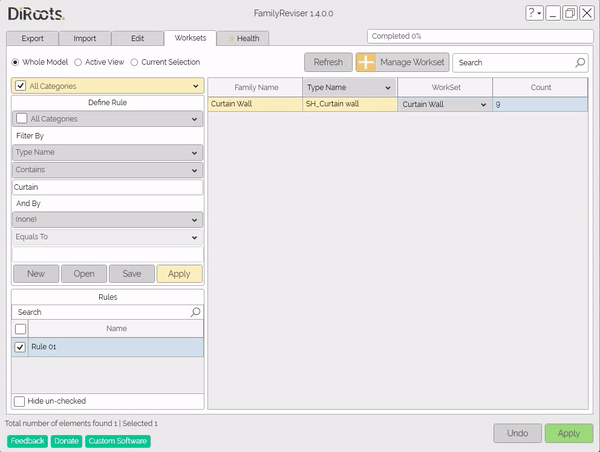 DiRoots.
FamilyReviser 1.4.0.0
?
Completed 0%
Export Import Edit Worksets Health
Whole Model Active View Current Selection
Refresh Manage Workset Search
All Categories
Define Rule
All Categories
Filter By
Type Name
Contains
Curtain
And By
(none)
Equals To
New Open Save Apply
Rules
Search
Name
Rule 01
Hide un-checked
Family Name Type Name WorkSet Count
Curtain Wall SH_Curtain wall Curtain Wall 9
Total number of elements found 1 | Selected 1
Feedback Donate Custom Software
Undo Apply